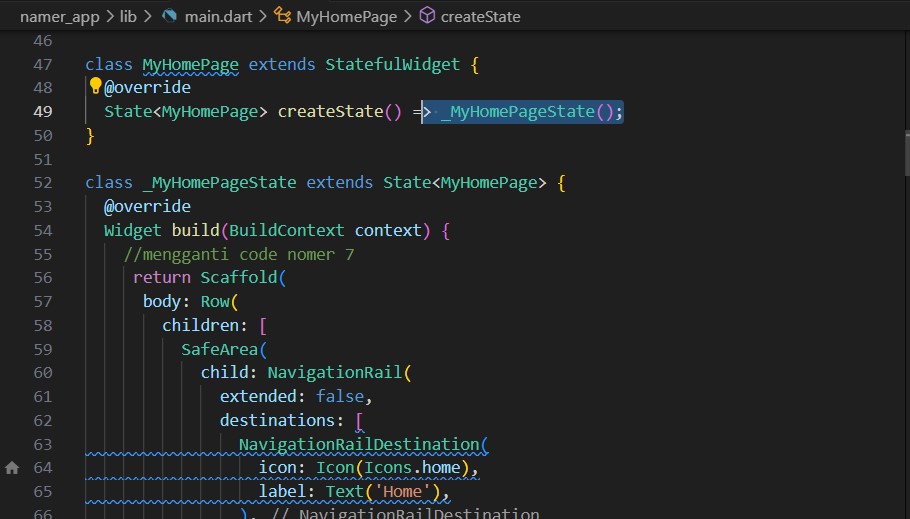 namer_app > lib > main.dart > MyHomePage > createState
46
47 class MyHomePage extends StatefulWidget {
48 @override
49 State<MyHomePage> createState() => _MyHomePageState();
50 }
51
52 class _MyHomePageState extends State<MyHomePage> {
53 @override
54 Widget build(BuildContext context) {
55 //mengganti code nomer 7
56 return Scaffold(
57 body: Row(
58 children: [
59 SafeArea(
60 child: NavigationRail(
61 extended: false,
62 destinations: [
63 NavigationRailDestination(
64 icon: Icon(Icons.home),
65 label: Text('Home'),
66 ), // NavigationRailDestination